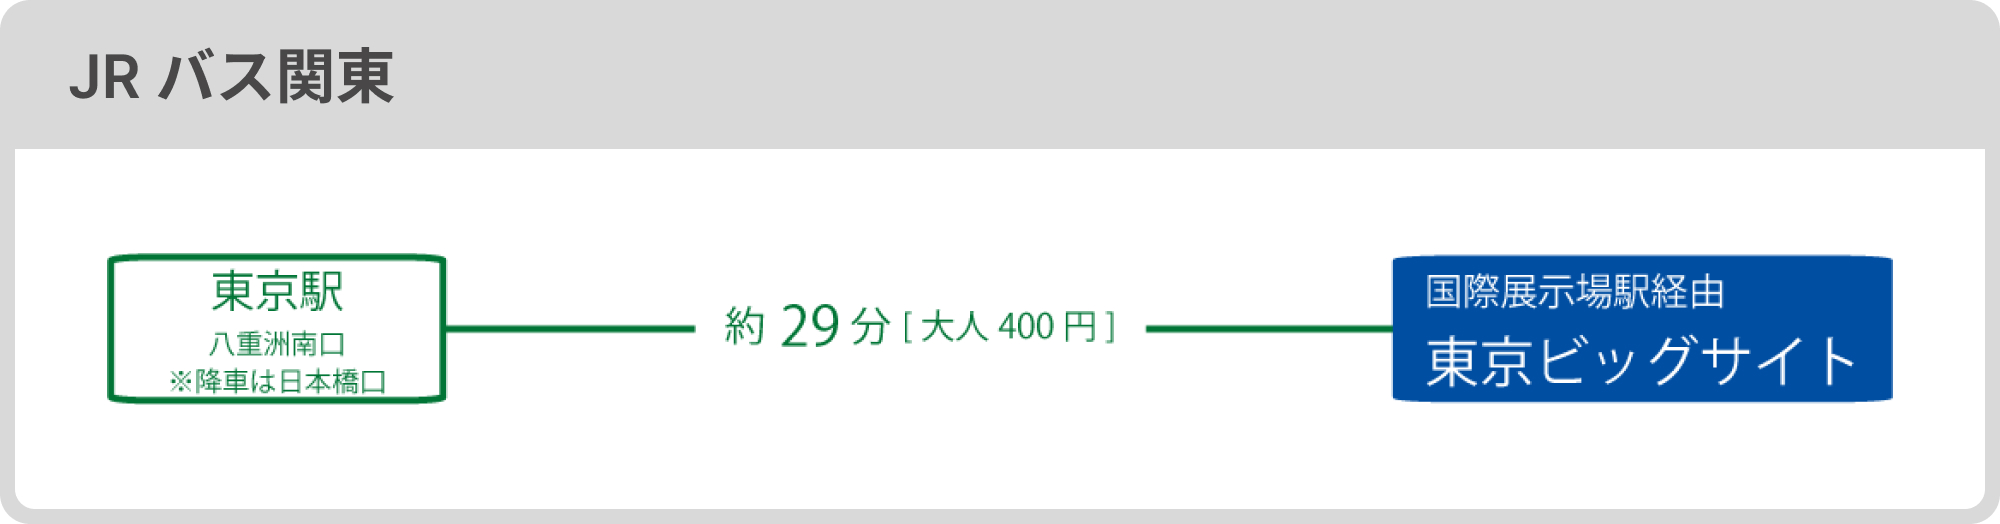 JR バス関東
東京駅
八重洲南口
※降車は日本橋口
約 29 分 [ 大人 400 円 ]
国際展示場駅経由
東京ビッグサイト